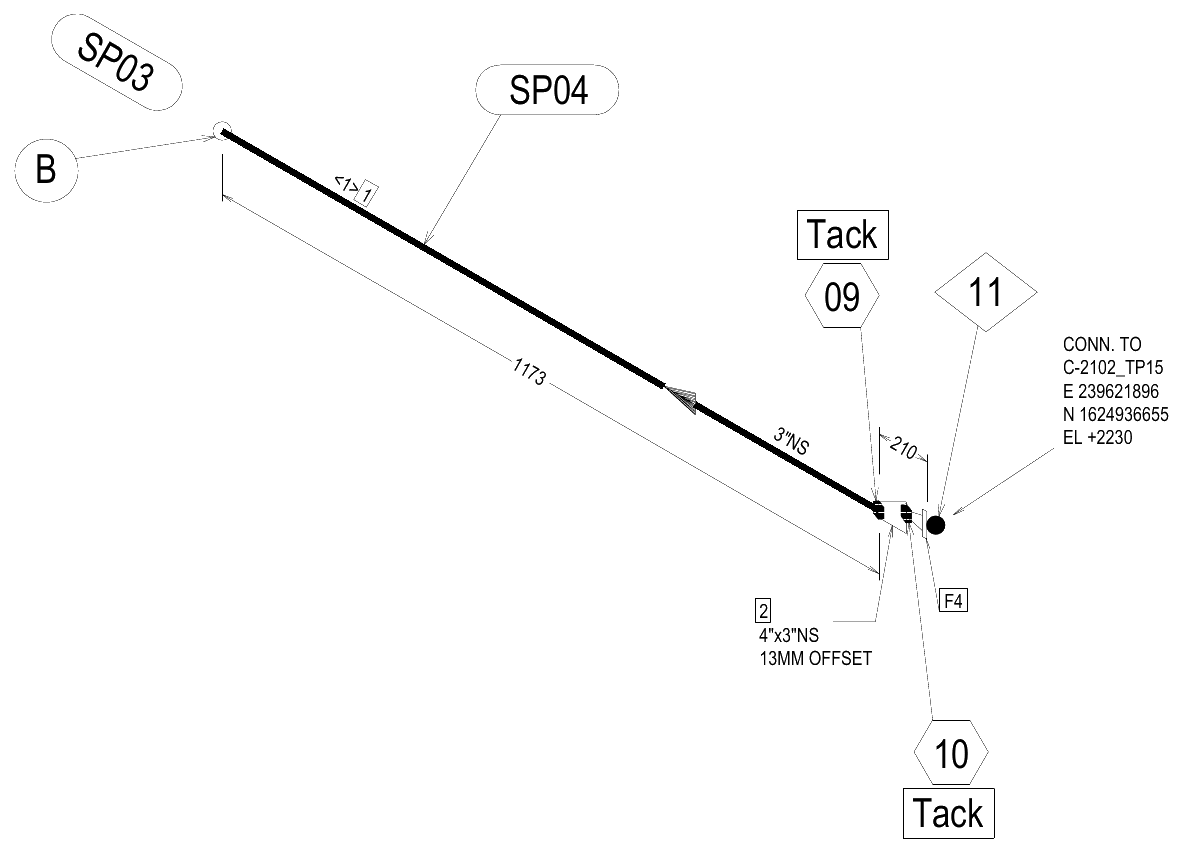 SP03
SP04
B
<1> 1
Tack
09
11
CONN. TO
C-2102_TP15
E 239621896
N 1624936655
EL +2230
1173
3"NS
210
F4
2
4"x3"NS
13MM OFFSET
10
Tack